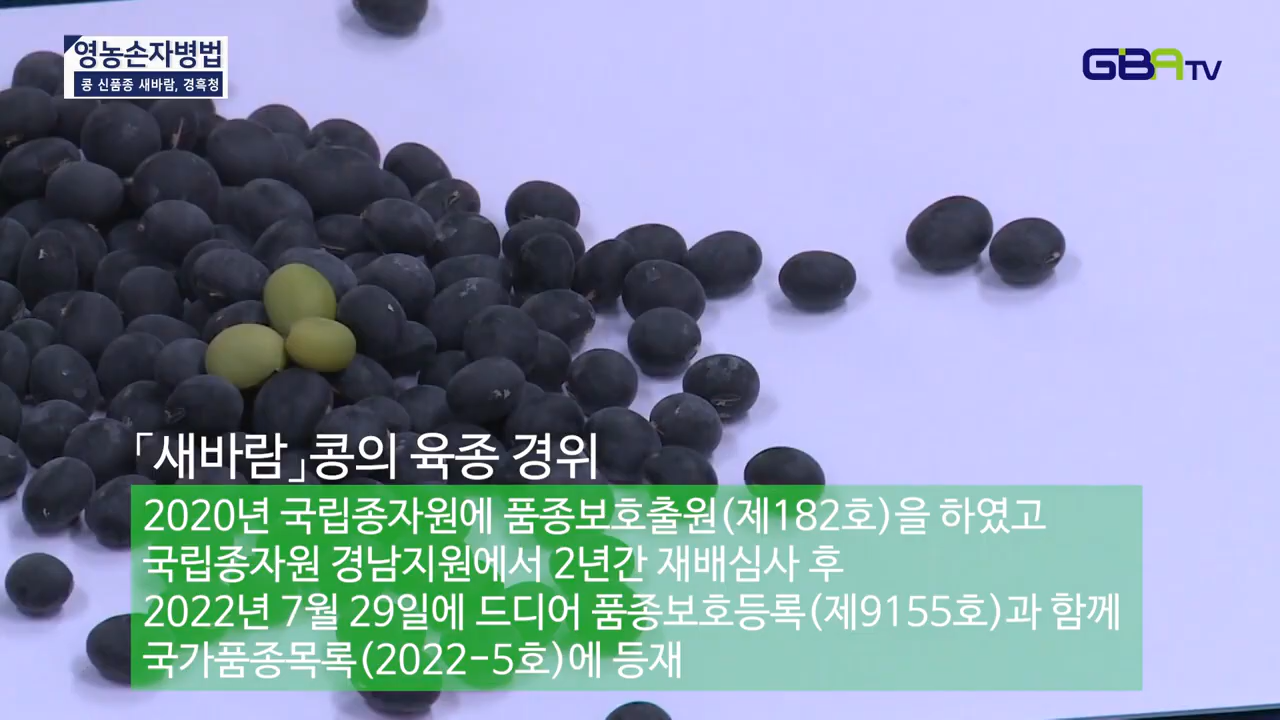 영농손자병법
콩 신품종 새바람, 경흑청
GBATV
「새바람」콩의 육종 경위
2020년 국립종자원에 품종보호출원(제182호)을 하였고
국립종자원 경남지원에서 2년간 재배심사 후
2022년 7월 29일에 드디어 품종보호등록(제9155호)과 함께
국가품종목록(2022-5호)에 등재